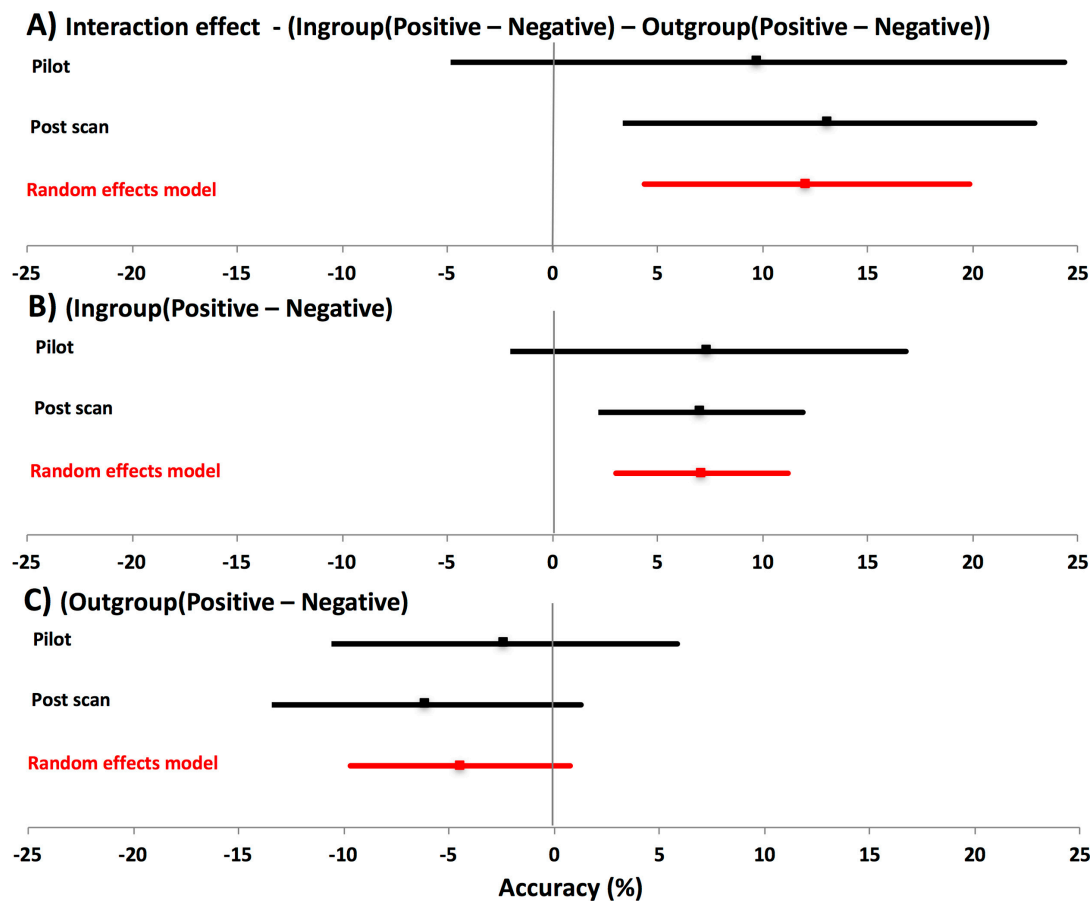 A) Interaction effect - (Ingroup(Positive – Negative) – Outgroup(Positive – Negative))
Pilot
Post scan
Random effects model
-25 -20 -15 -10 -5 0 5 10 15 20 25
B) (Ingroup(Positive – Negative)
Pilot
Post scan
Random effects model
-25 -20 -15 -10 -5 0 5 10 15 20 25
C) (Outgroup(Positive – Negative)
Pilot
Post scan
Random effects model
-25 -20 -15 -10 -5 0 5 10 15 20 25
Accuracy (%)